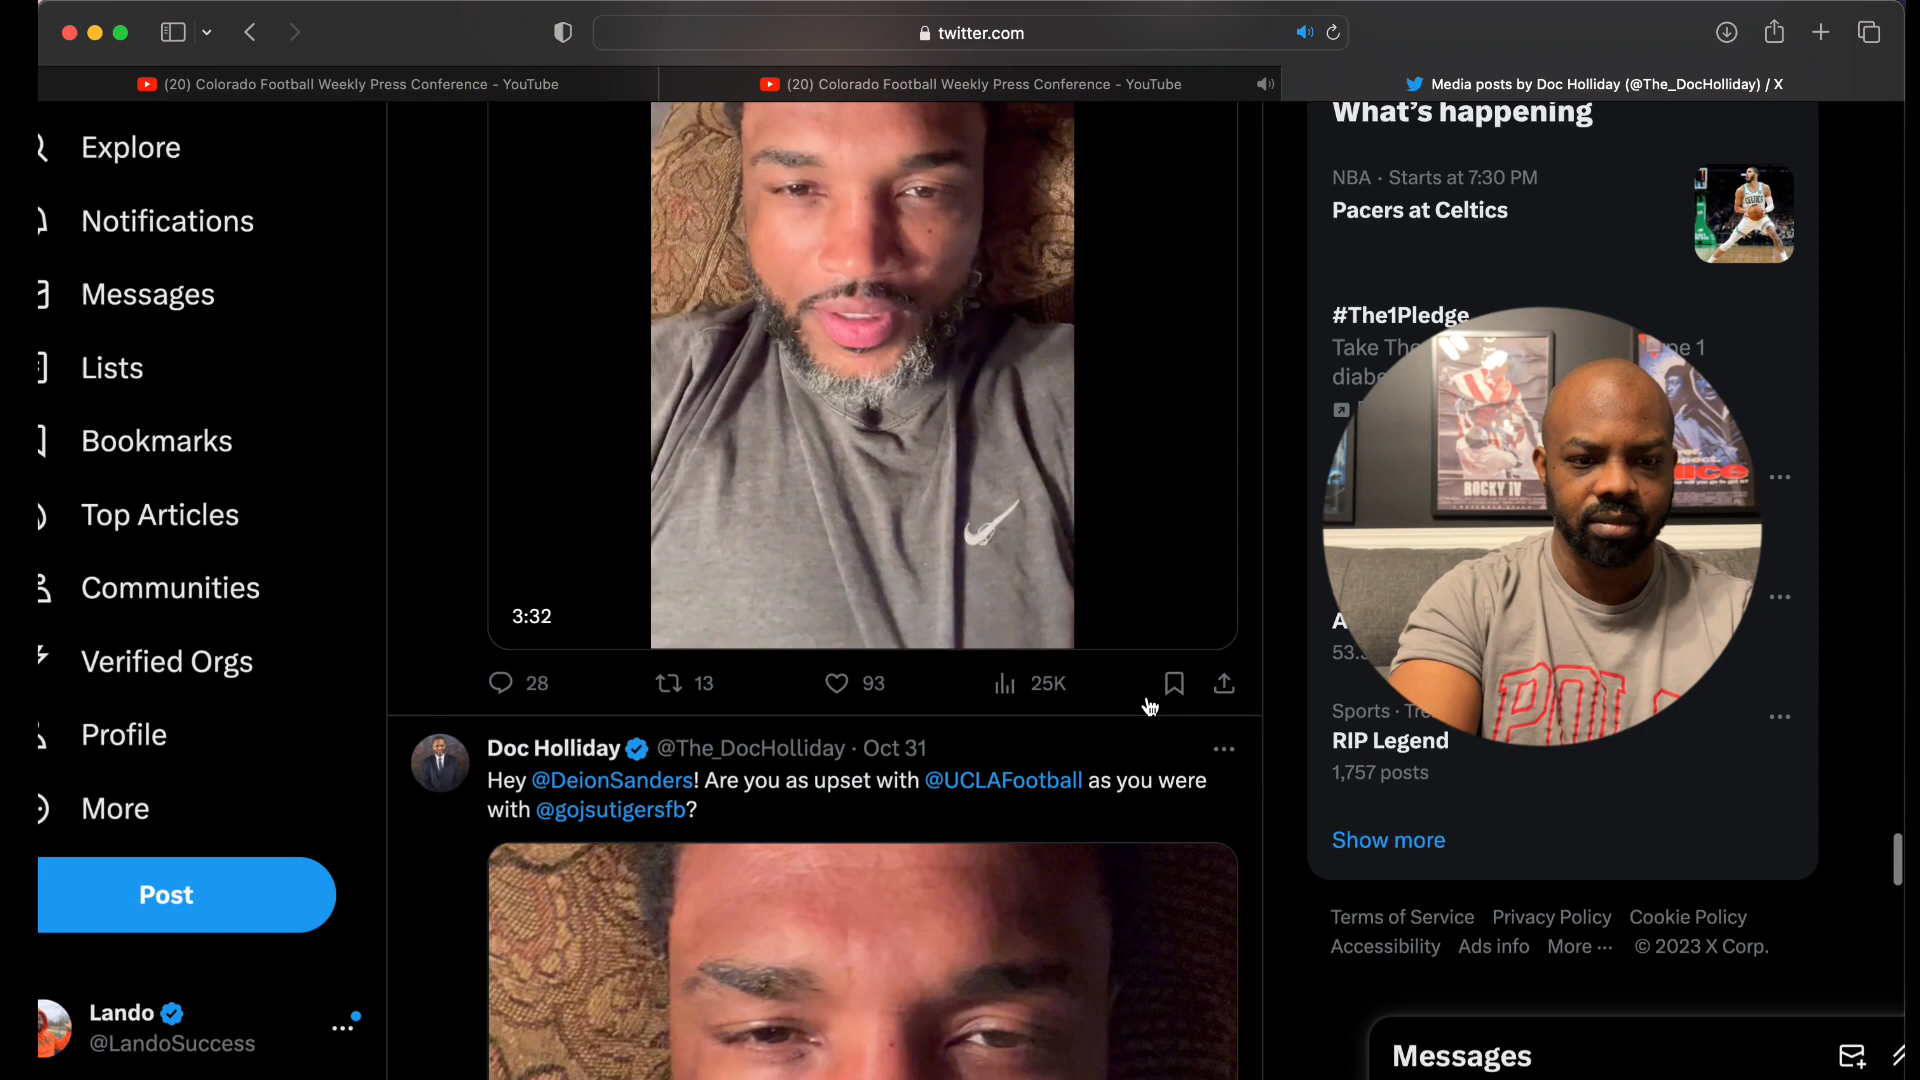 twitter.com
(20) Colorado Football Weekly Press Conference - YouTube
(20) Colorado Football Weekly Press Conference - YouTube
Media posts by Doc Holliday (@The_DocHolliday) / X
Explore
Notifications
Messages
Lists
Bookmarks
Top Articles
Communities
Verified Orgs
Profile
More
Post
Lando
@LandoSuccess
3:32
28
13
93
25K
Doc Holliday @The_DocHolliday · Oct 31
Hey @DeionSanders! Are you as upset with @UCLAFootball as you were
with @gojsutigersfb?
What's happening
NBA · Starts at 7:30 PM
Pacers at Celtics
#The1Pledge
Take The
ROCKY IV
Sports ·
RIP Legend
1,757 posts
Show more
Terms of Service Privacy Policy Cookie Policy
Accessibility Ads info More ··· © 2023 X Corp.
Messages